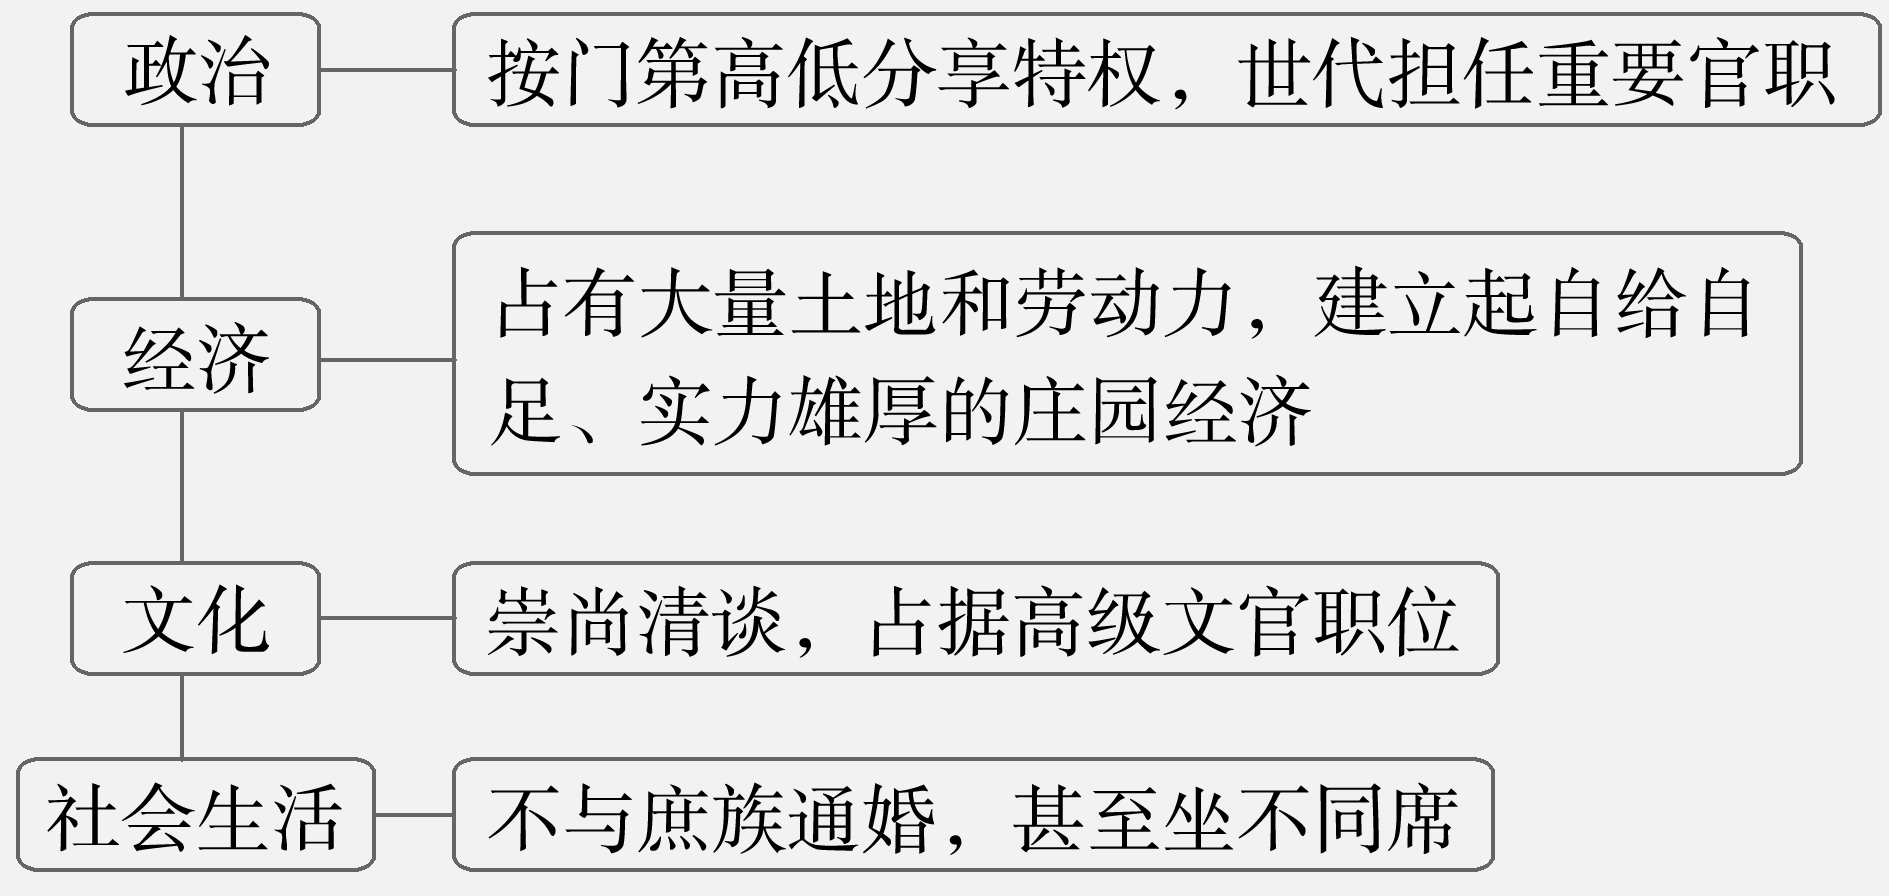 政治
按门第高低分享特权，世代担任重要官职
经济
占有大量土地和劳动力，建立起自给自
足、实力雄厚的庄园经济
文化
崇尚清谈，占据高级文官职位
社会生活
不与庶族通婚，甚至坐不同席